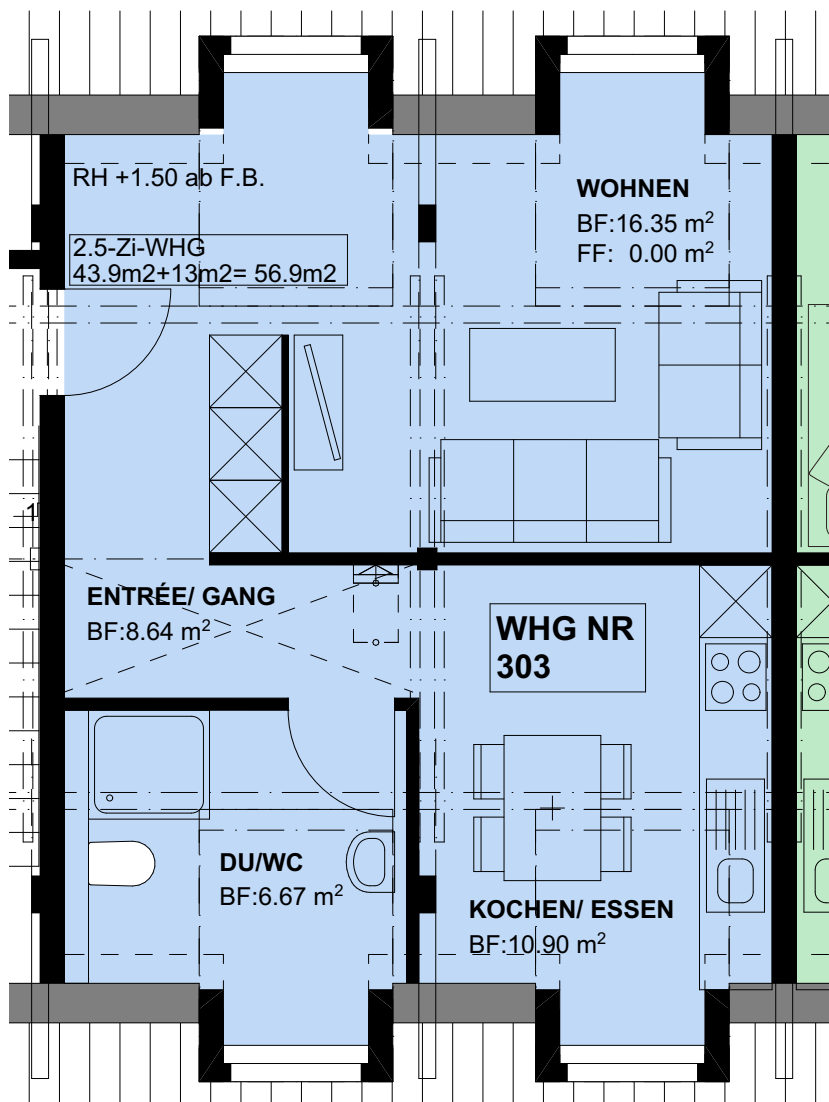 RH +1.50 ab F.B.
2.5-Zi-WHG
43.9m2+13m2= 56.9m2
WOHNEN
BF:16.35 m²
FF: 0.00 m²
ENTRÉE/ GANG
BF:8.64 m²
WHG NR
303
DU/WC
BF:6.67 m²
KOCHEN/ ESSEN
BF:10.90 m²